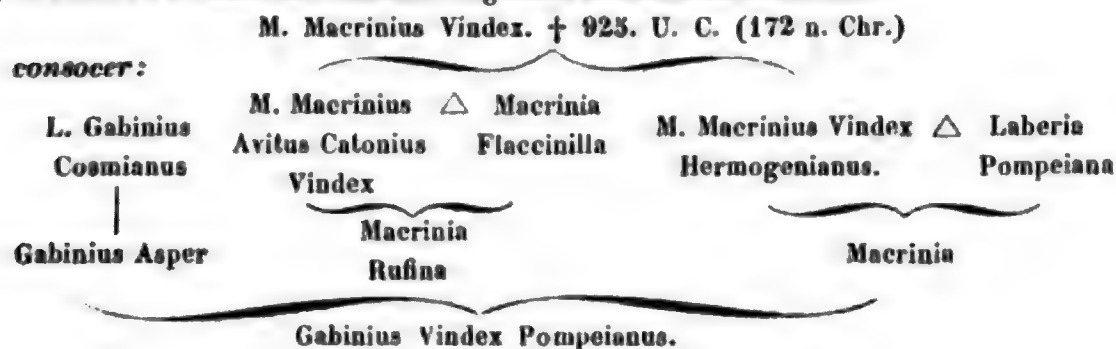 M. Macrinius Vindex. † 925. U. C. (172 n. Chr.)
consocer:
L. Gabinius
Cosmianus
Gabinius Asper
M. Macrinius △ Macrinia
Avitus Catonius Flaccinilla
Vindex
Macrinia
Rufina
M. Macrinius Vindex △ Laberia
Hermogenianus. Pompeiana
Macrinia
Gabinius Vindex Pompeianus.